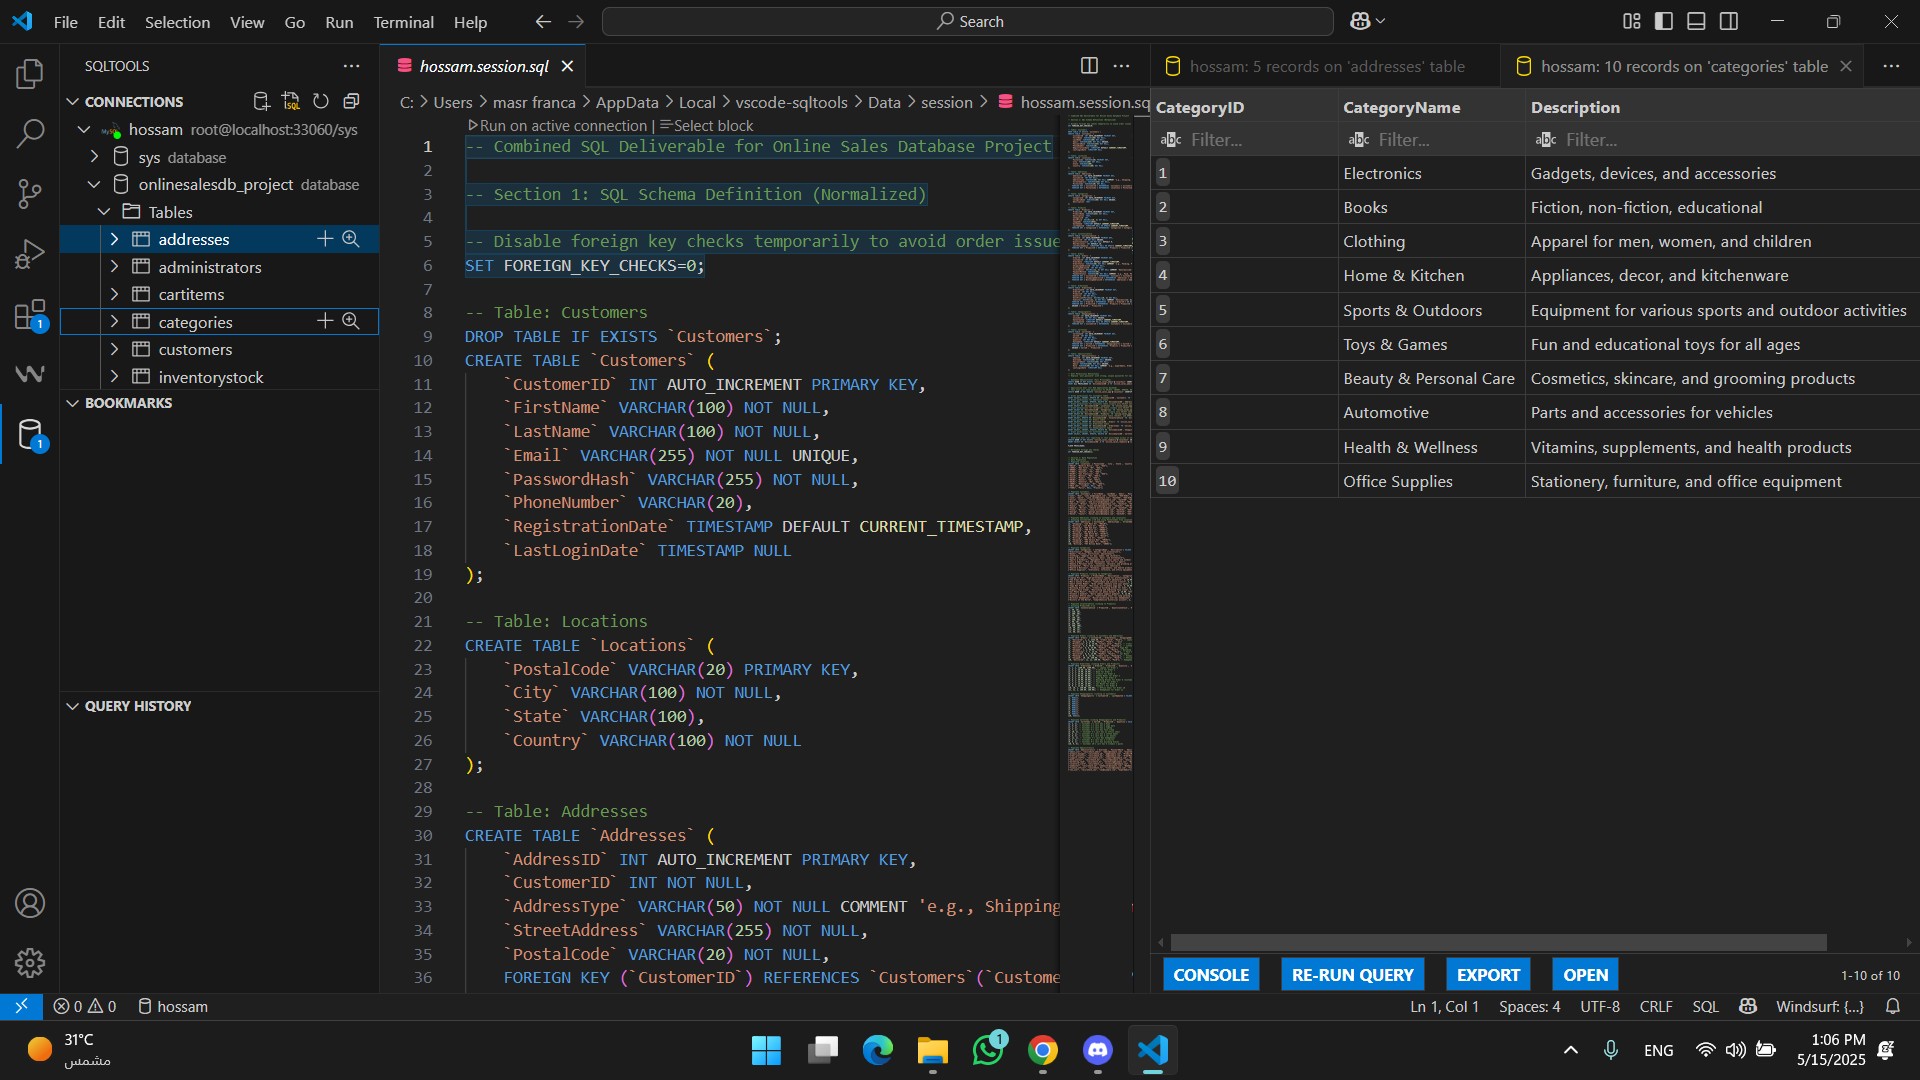 File Edit Selection View Go Run Terminal Help
Search
SQLTOOLS
CONNECTIONS
hossam root@localhost:33060/sys
sys database
onlinesalesdb_project database
Tables
addresses
administrators
cartitems
categories
customers
inventorystock
BOOKMARKS
QUERY HISTORY
1
1
hossam.session.sql
C: > Users > masr franca > AppData > Local > vscode-sqltools > Data > session > hossam.session.sq
Run on active connection | Select block
1 -- Combined SQL Deliverable for Online Sales Database Project
2
3 -- Section 1: SQL Schema Definition (Normalized)
4
5 -- Disable foreign key checks temporarily to avoid order issue
6 SET FOREIGN_KEY_CHECKS=0;
7
8 -- Table: Customers
9 DROP TABLE IF EXISTS `Customers`;
10 CREATE TABLE `Customers` (
11 `CustomerID` INT AUTO_INCREMENT PRIMARY KEY,
12 `FirstName` VARCHAR(100) NOT NULL,
13 `LastName` VARCHAR(100) NOT NULL,
14 `Email` VARCHAR(255) NOT NULL UNIQUE,
15 `PasswordHash` VARCHAR(255) NOT NULL,
16 `PhoneNumber` VARCHAR(20),
17 `RegistrationDate` TIMESTAMP DEFAULT CURRENT_TIMESTAMP,
18 `LastLoginDate` TIMESTAMP NULL
19 );
20
21 -- Table: Locations
22 CREATE TABLE `Locations` (
23 `PostalCode` VARCHAR(20) PRIMARY KEY,
24 `City` VARCHAR(100) NOT NULL,
25 `State` VARCHAR(100),
26 `Country` VARCHAR(100) NOT NULL
27 );
28
29 -- Table: Addresses
30 CREATE TABLE `Addresses` (
31 `AddressID` INT AUTO_INCREMENT PRIMARY KEY,
32 `CustomerID` INT NOT NULL,
33 `AddressType` VARCHAR(50) NOT NULL COMMENT 'e.g., Shipping
34 `StreetAddress` VARCHAR(255) NOT NULL,
35 `PostalCode` VARCHAR(20) NOT NULL,
36 FOREIGN KEY (`CustomerID`) REFERENCES `Customers`(`Custome
hossam: 5 records on 'addresses' table
hossam: 10 records on 'categories' table
CategoryID CategoryName Description
Filter... Filter... Filter...
1 Electronics Gadgets, devices, and accessories
2 Books Fiction, non-fiction, educational
3 Clothing Apparel for men, women, and children
4 Home & Kitchen Appliances, decor, and kitchenware
5 Sports & Outdoors Equipment for various sports and outdoor activities
6 Toys & Games Fun and educational toys for all ages
7 Beauty & Personal Care Cosmetics, skincare, and grooming products
8 Automotive Parts and accessories for vehicles
9 Health & Wellness Vitamins, supplements, and health products
10 Office Supplies Stationery, furniture, and office equipment
CONSOLE RE-RUN QUERY EXPORT OPEN 1-10 of 10
0 0 hossam
Ln 1, Col 1 Spaces: 4 UTF-8 CRLF SQL Windsurf: {...}
31°C
مشمس
1
ENG
1:06 PM
5/15/2025